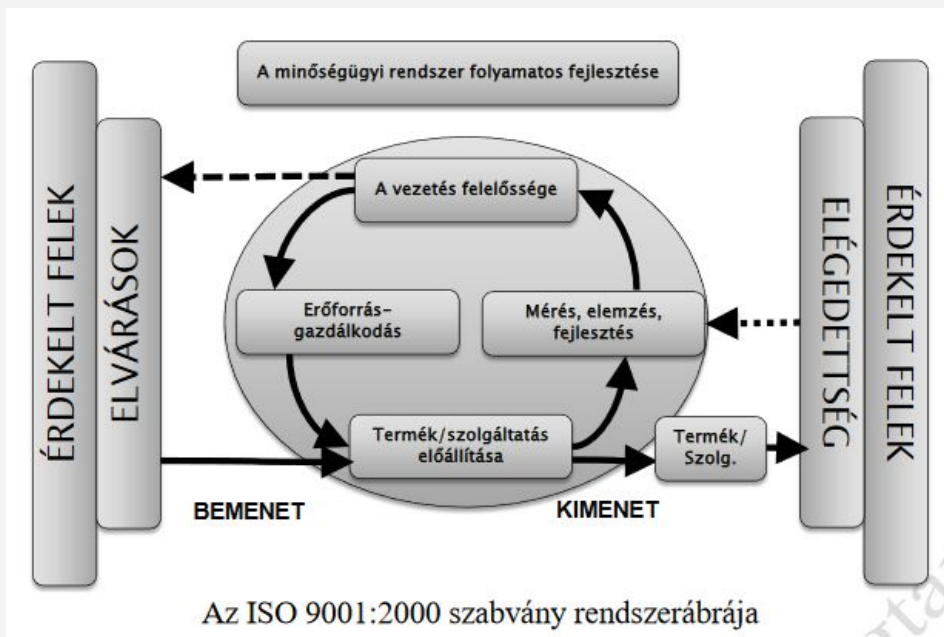 A minőségügyi rendszer folyamatos fejlesztése
ÉRDEKELT FELEK
ELVÁRÁSOK
A vezetés felelőssége
Erőforrás-
gazdálkodás
Mérés, elemzés,
fejlesztés
Termék/szolgáltatás
előállítása
Termék/
Szolg.
BEMENET
KIMENET
ELÉGEDETTSÉG
ÉRDEKELT FELEK
Az ISO 9001:2000 szabvány rendszerábrája